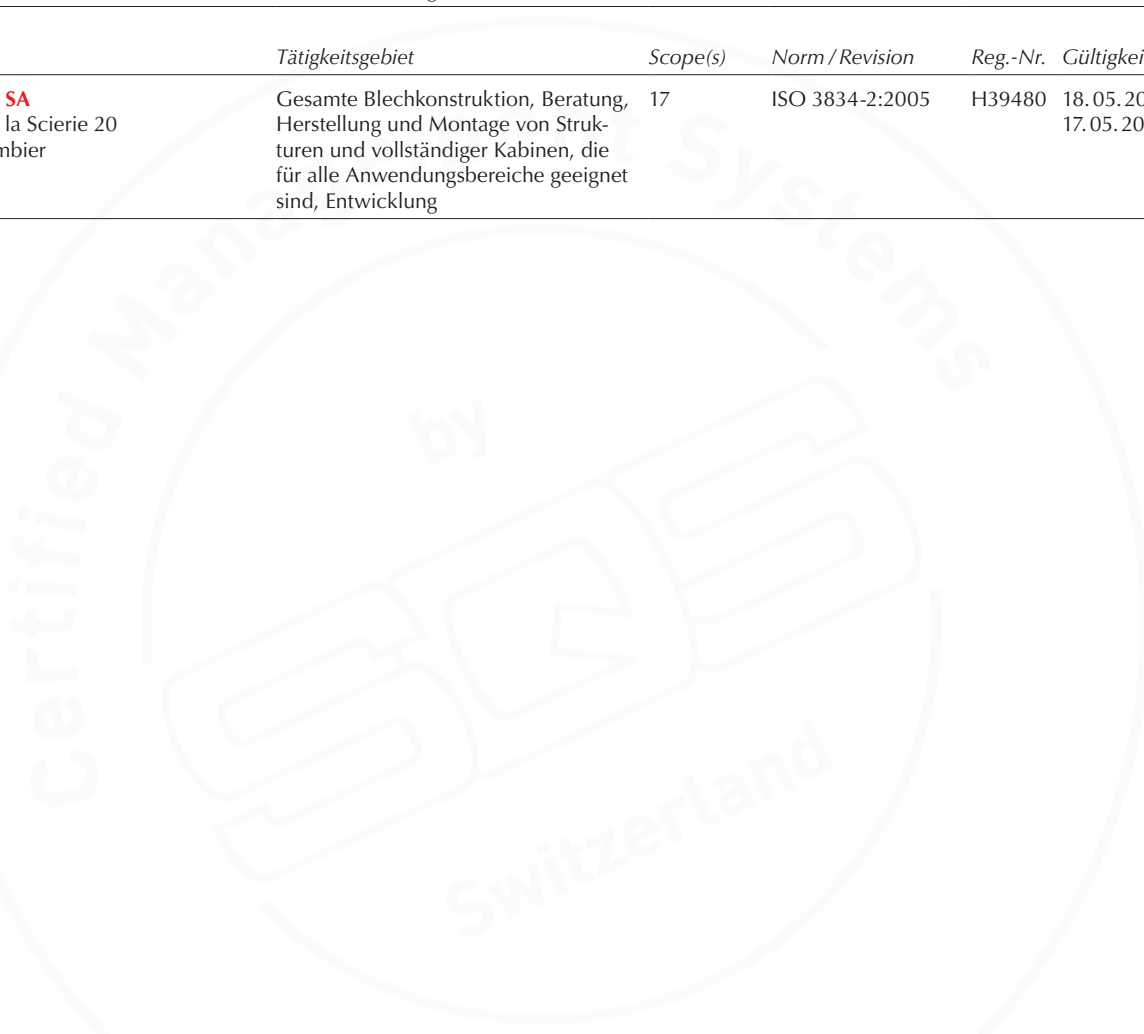 Tätigkeitsgebiet Scope(s) Norm / Revision Reg.-Nr.
SA Gesamte Blechkonstruktion, Beratung, 17 ISO 3834-2:2005 H39480 18.05.20
la Scierie 20 Herstellung und Montage von Struk- 17.05.20
turen und vollständiger Kabinen, die
für alle Anwendungsbereiche geeignet
sind, Entwicklung
Certified Management Systems
by
SQS
Switzerland